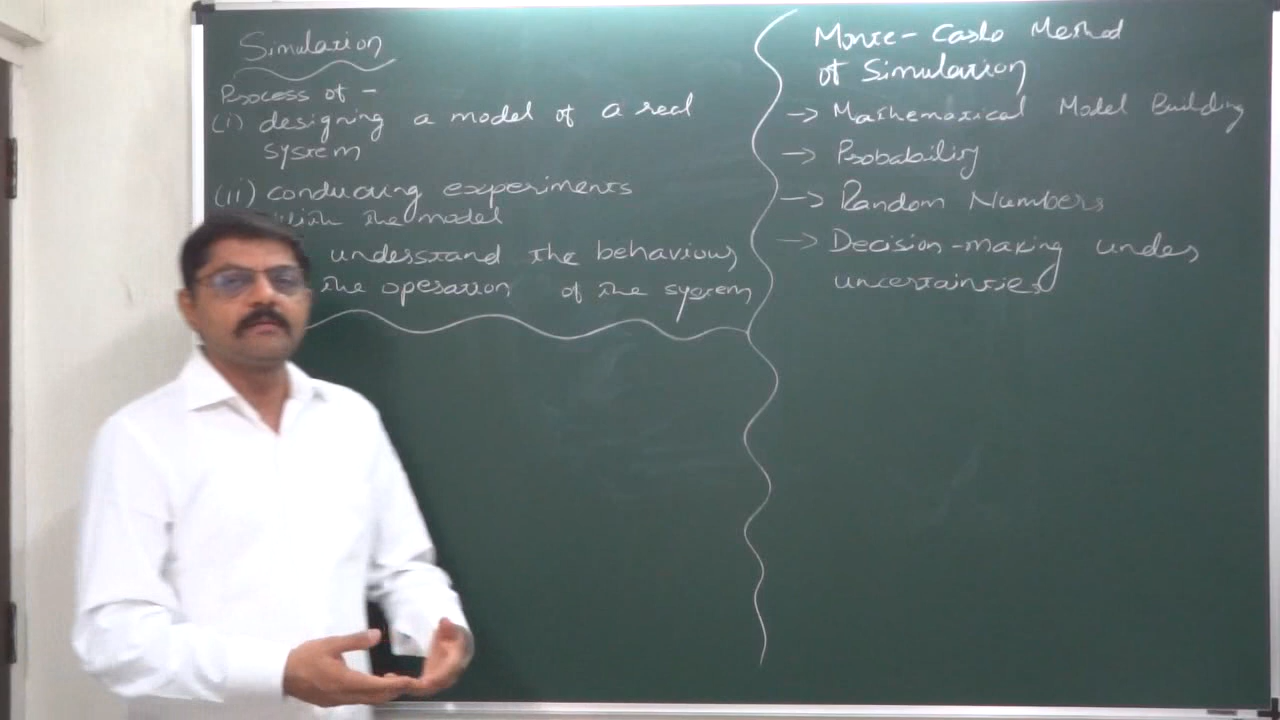 Simulation
Process of -
(i) designing a model of a real
system
(ii) conducting experiments
with the model
understand the behaviour,
the operation of the system
Monte-Carlo Method
of Simulation
→ Mathematical Model Building
→ Probability
→ Random Numbers
→ Decision-making under
uncertainties